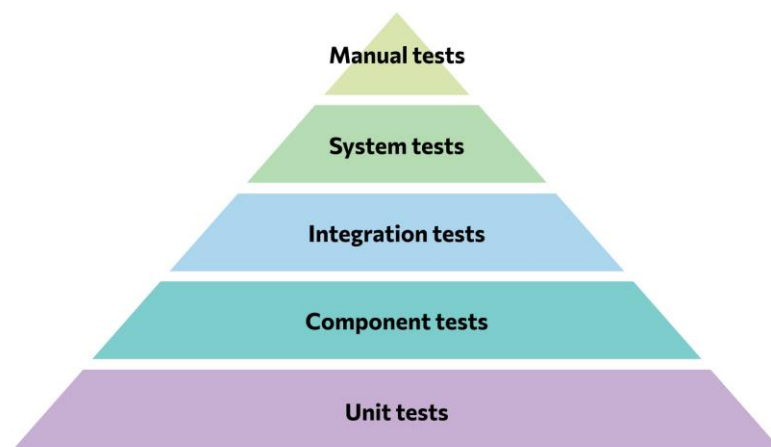 Manual tests
System tests
Integration tests
Component tests
Unit tests